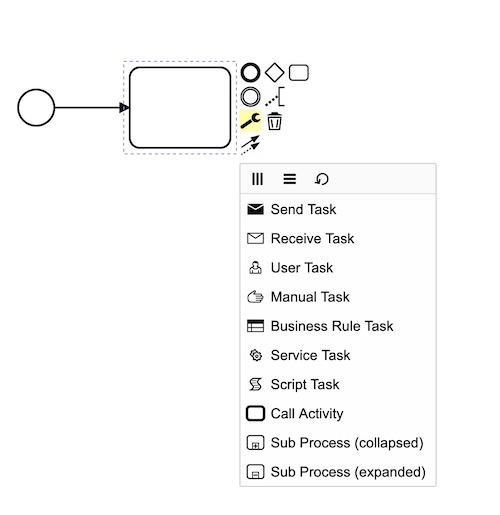 Send Task
Receive Task
User Task
Manual Task
Business Rule Task
Service Task
Script Task
Call Activity
Sub Process (collapsed)
Sub Process (expanded)